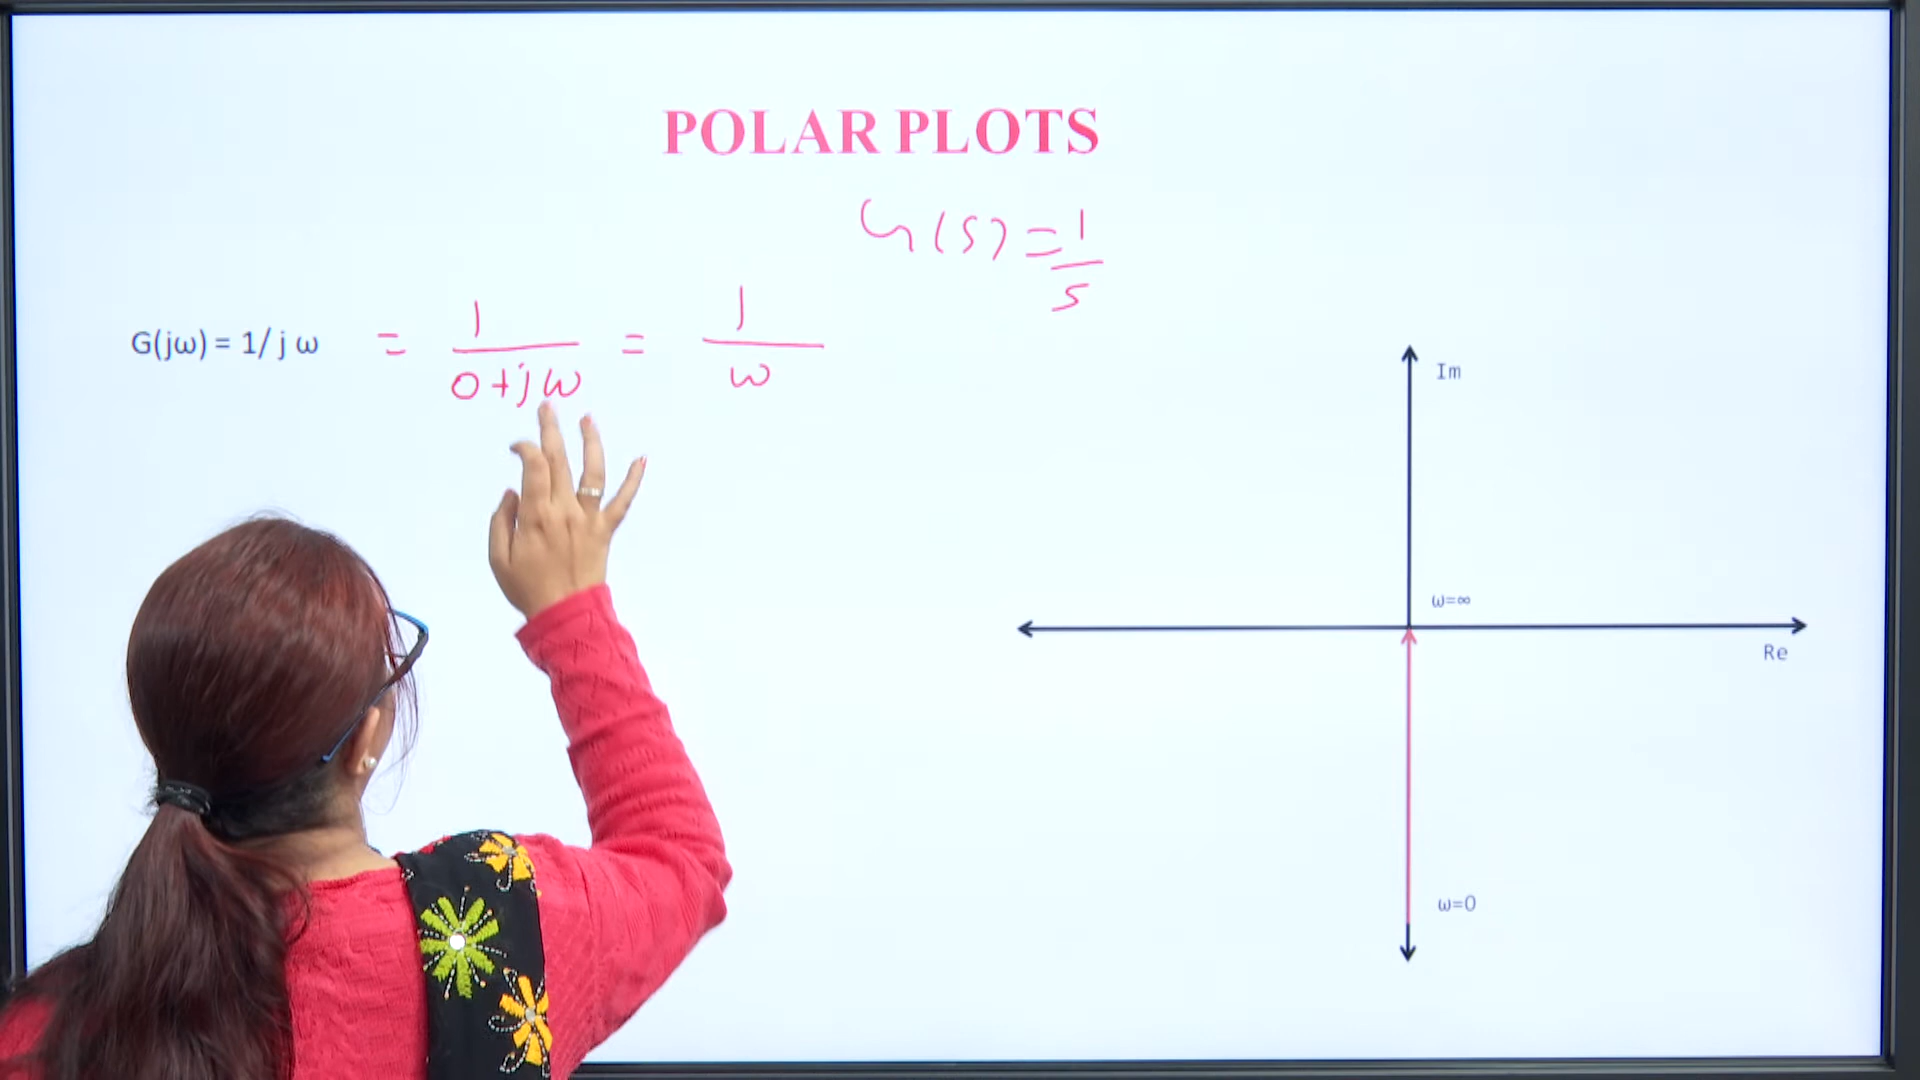 POLAR PLOTS
G(s) = 1/s
G(jω) = 1/ j ω = 1/(0+jω) = 1/ω
Im
ω=∞
Re
ω=0